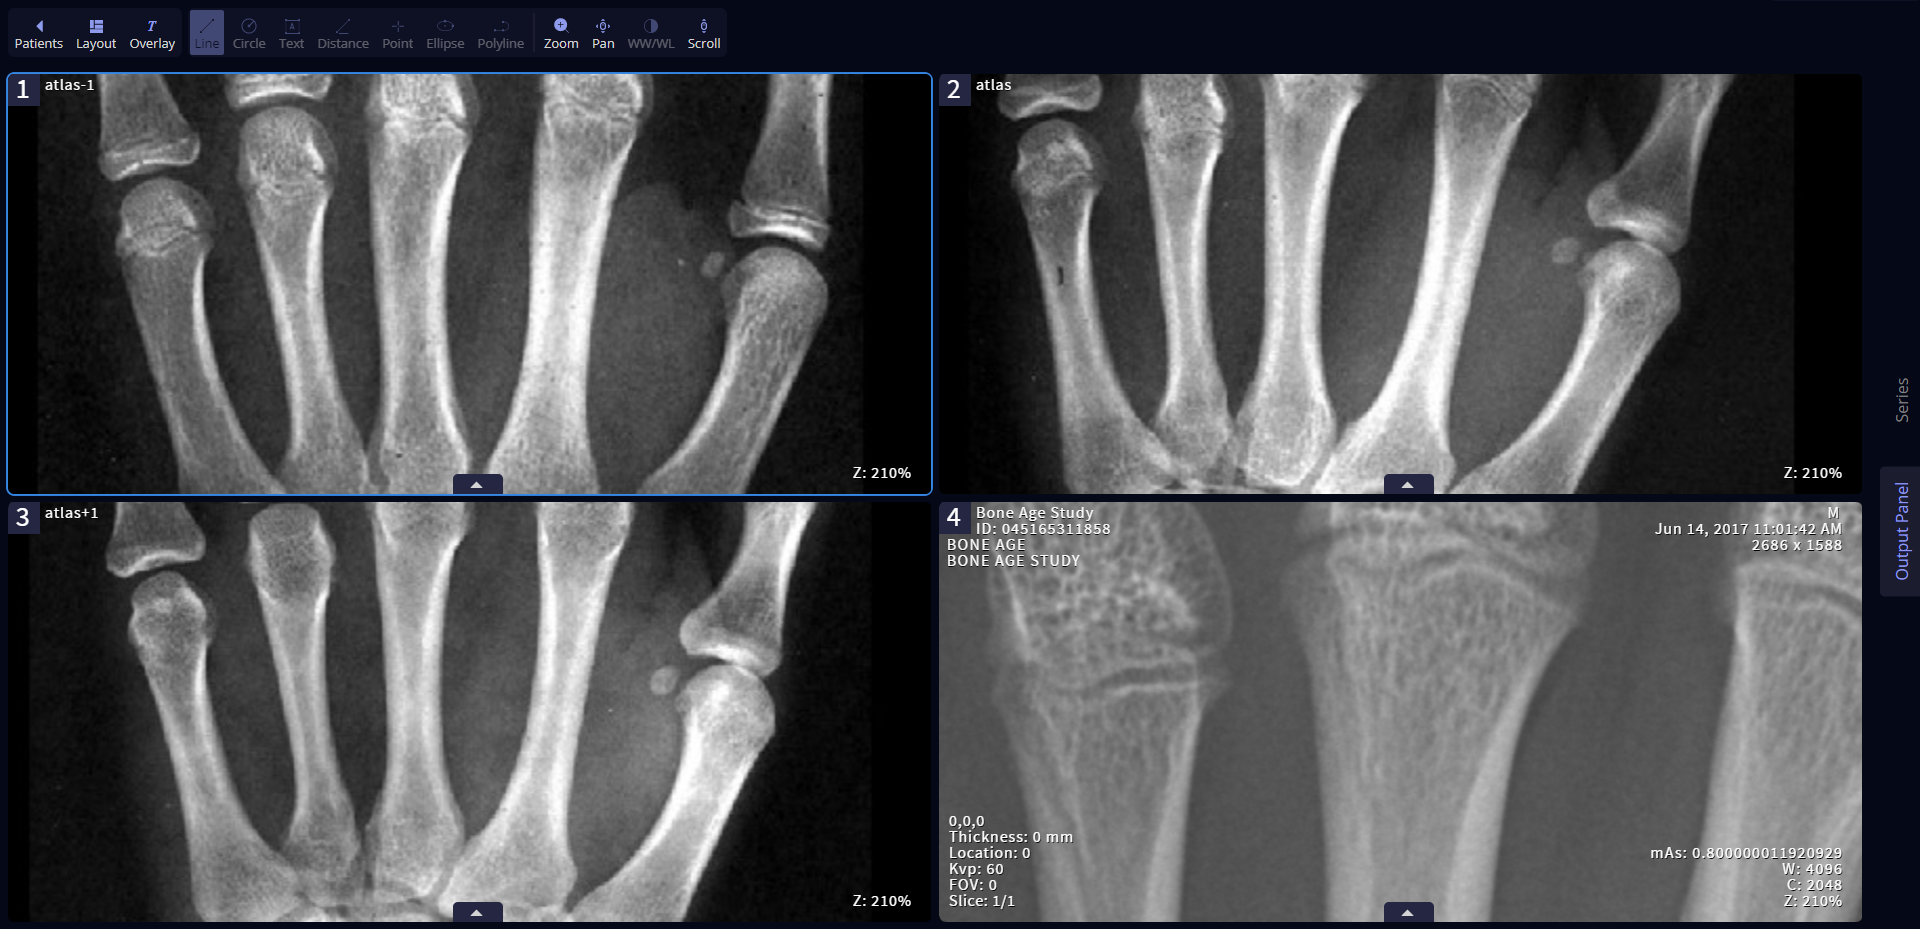 Patients
Layout
Overlay
Line
Circle
Text
Distance
Point
Ellipse
Polyline
Zoom
Pan
WW/WL
Scroll
1
atlas-1
Z: 210%
2
atlas
Z: 210%
3
atlas+1
Z: 210%
4
Bone Age Study
ID: 045165311858
BONE AGE
BONE AGE STUDY
M
Jun 14, 2017 11:01:42 AM
2686 x 1588
0,0,0
Thickness: 0 mm
Location: 0
Kvp: 60
FOV: 0
Slice: 1/1
mAs: 0.800000011920929
W: 4096
C: 2048
Z: 210%
Series
Output Panel